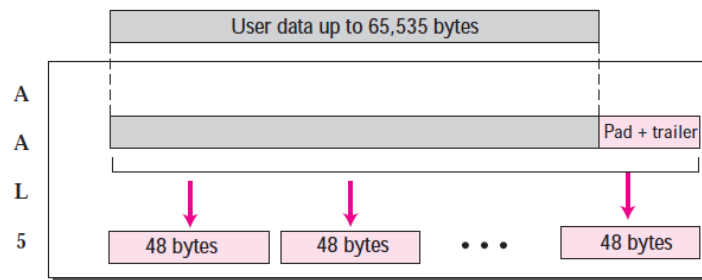 User data up to 65,535 bytes
A
A
L
5
Pad + trailer
48 bytes
48 bytes
• • •
48 bytes